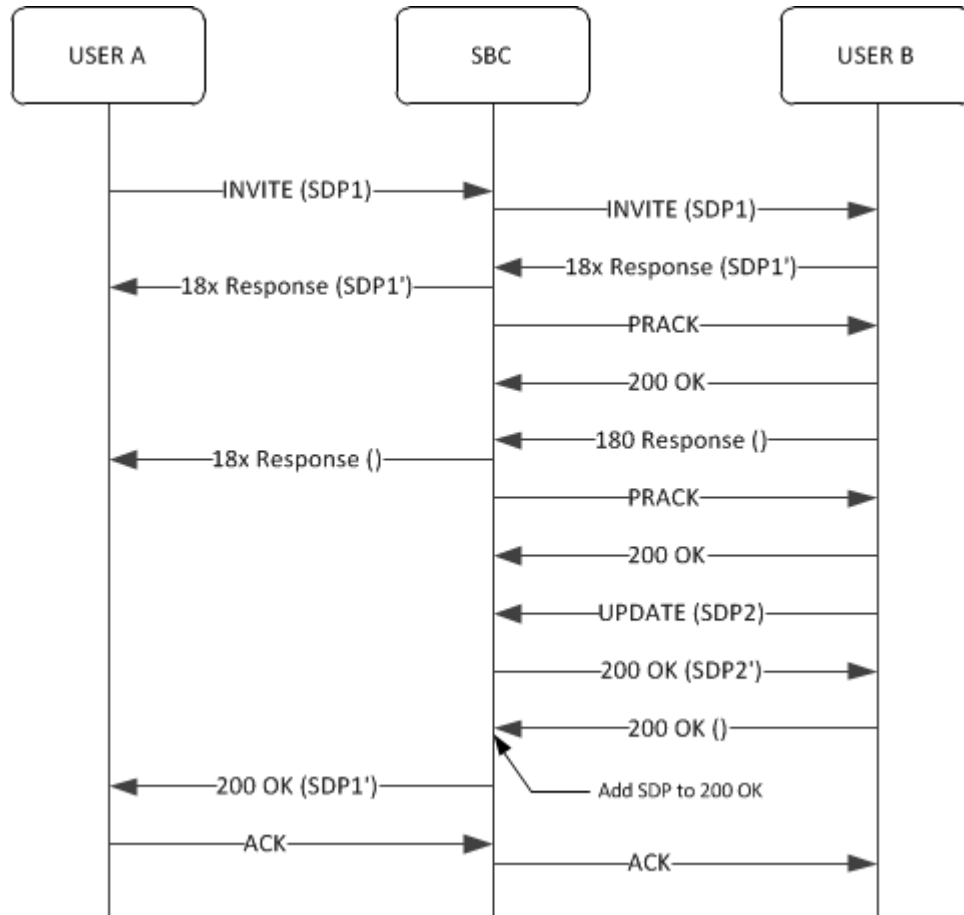 USER A
SBC
USER B
INVITE (SDP1)
INVITE (SDP1)
18x Response (SDP1')
18x Response (SDP1')
PRACK
200 OK
180 Response ()
18x Response ()
PRACK
200 OK
UPDATE (SDP2)
200 OK (SDP2')
200 OK ()
200 OK (SDP1')
Add SDP to 200 OK
ACK
ACK